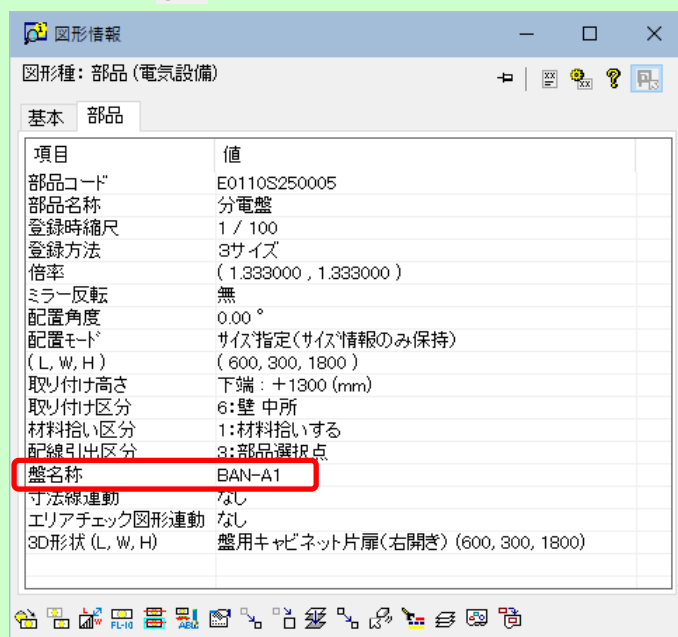 図形情報
図形種: 部品 (電気設備)
基本 部品
項目 値
部品コード E0110S250005
部品名称 分電盤
登録時縮尺 1 / 100
登録方法 3サイズ
倍率 ( 1.333000 , 1.333000 )
ミラー反転 無
配置角度 0.00 °
配置モード サイズ指定(サイズ情報のみ保持)
( L, W, H ) ( 600, 300, 1800 )
取り付け高さ 下端 : +1300 (mm)
取り付け区分 6:壁 中所
材料拾い区分 1:材料拾いする
配線引出区分 3:部品選択点
盤名称 BAN-A1
寸法線連動 なし
エリアチェック図形連動 なし
3D形状 (L, W, H) 盤用キャビネット片扉(右開き) (600, 300, 1800)
FL-10
ABC